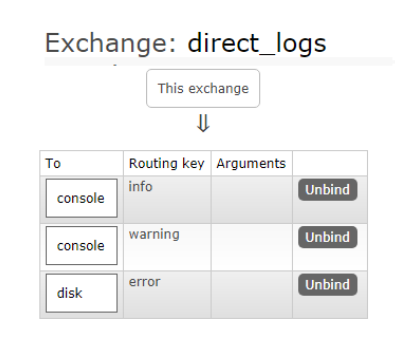 Exchange: direct_logs
This exchange
⇓
To Routing key Arguments
console info Unbind
console warning Unbind
disk error Unbind